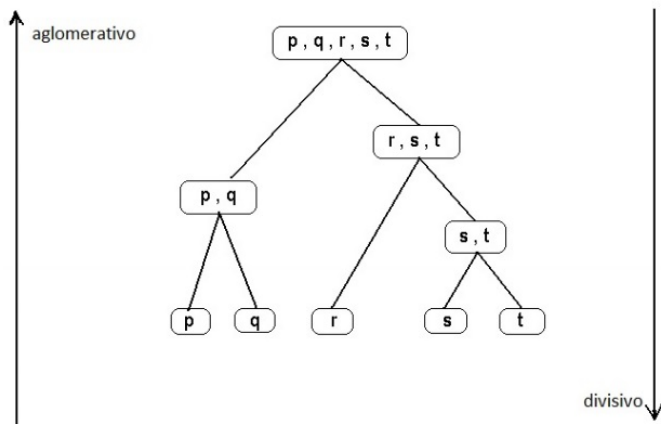 aglomerativo
p , q , r , s , t
r , s , t
p , q
s , t
p q r s t
divisivo